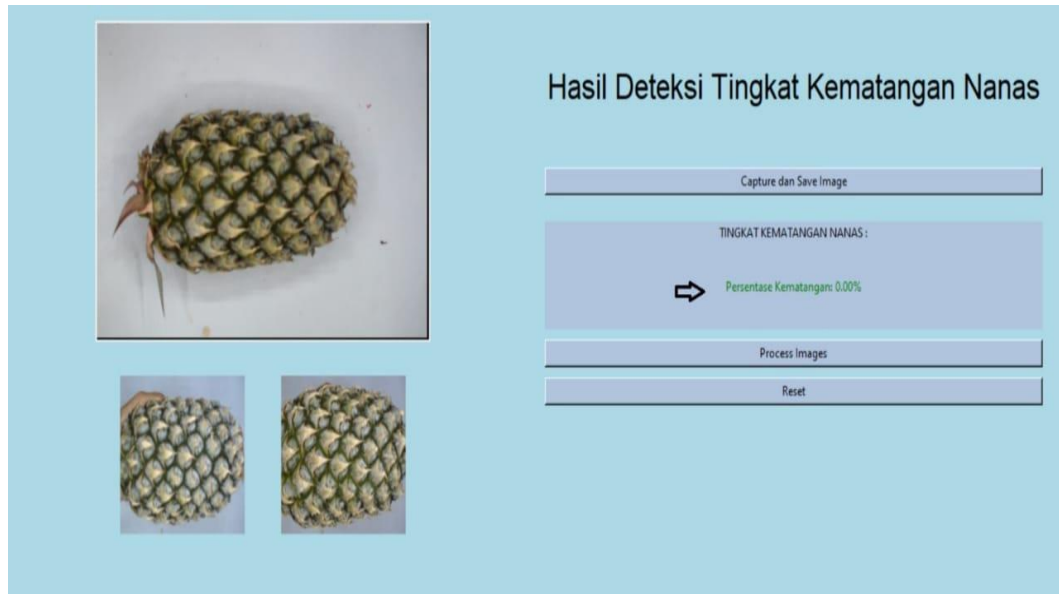 Hasil Deteksi Tingkat Kematangan Nanas
Capture dan Save Image
TINGKAT KEMATANGAN NANAS :
Persentase Kematangan: 0.00%
Process Images
Reset